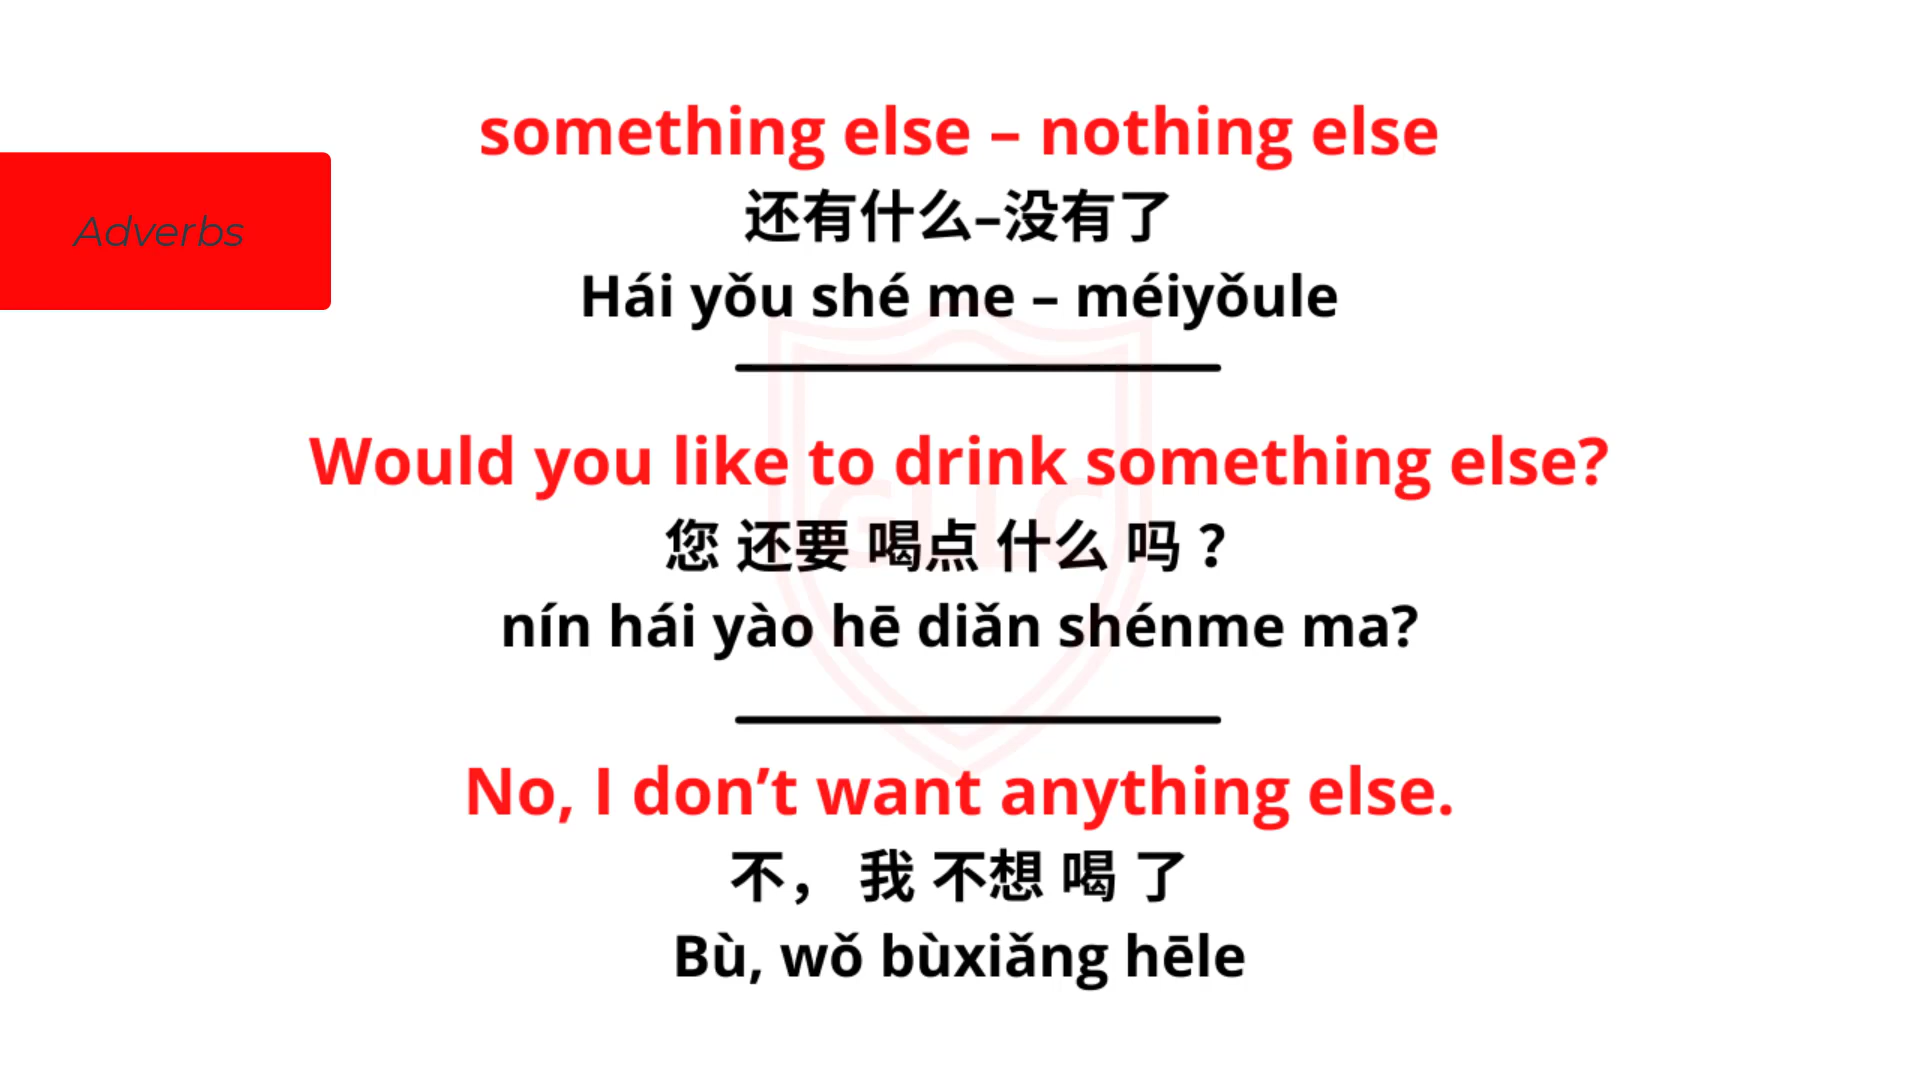 Adverbs
something else – nothing else
还有什么–没有了
Hái yǒu shé me – méiyǒule
Would you like to drink something else?
您 还要 喝点 什么 吗 ？
nín hái yào hē diǎn shénme ma?
No, I don’t want anything else.
不， 我 不想 喝 了
Bù, wǒ bùxiǎng hēle